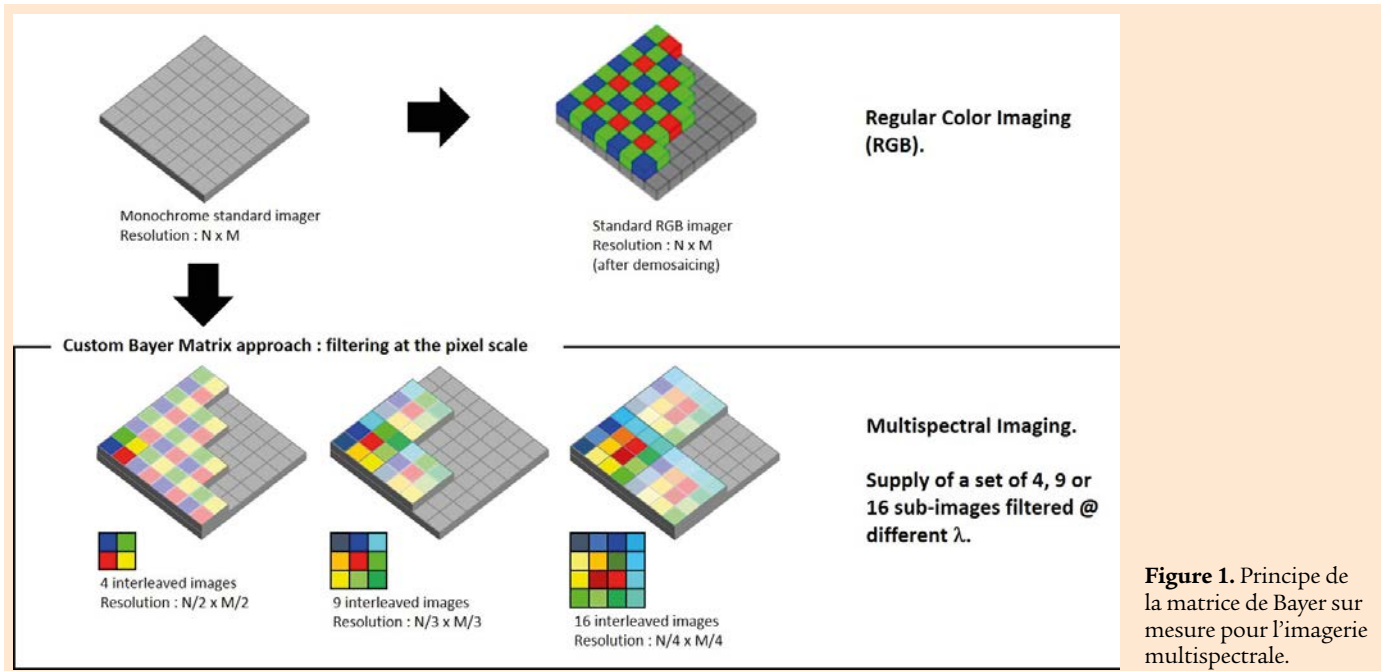 Monochrome standard imager
Resolution : N x M
Standard RGB imager
Resolution : N x M
(after demosaicing)
Regular Color Imaging
(RGB).
Custom Bayer Matrix approach : filtering at the pixel scale
4 interleaved images
Resolution : N/2 x M/2
9 interleaved images
Resolution : N/3 x M/3
16 interleaved images
Resolution : N/4 x M/4
Multispectral Imaging.
Supply of a set of 4, 9 or
16 sub-images filtered @
different λ.
Figure 1. Principe de
la matrice de Bayer sur
mesure pour l’imagerie
multispectrale.